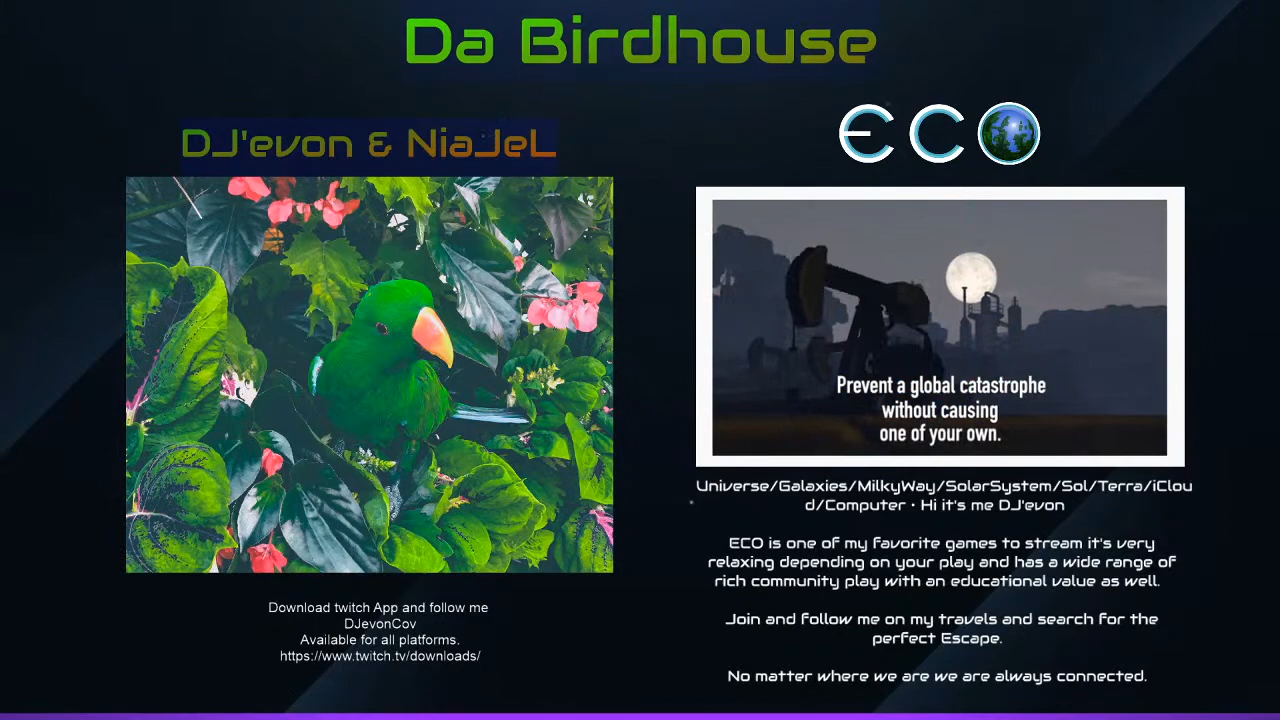 Da Birdhouse
DJ'evon & NiaJeL
ECO
Prevent a global catastrophe
without causing
one of your own.
Universe/Galaxies/MilkyWay/SolarSystem/Sol/Terra/iClou
d/Computer · Hi it's me DJ'evon
ECO is one of my favorite games to stream it's very
relaxing depending on your play and has a wide range of
rich community play with an educational value as well.
Join and follow me on my travels and search for the
perfect Escape.
No matter where we are we are always connected.
Download twitch App and follow me
DJevonCov
Available for all platforms.
https://www.twitch.tv/downloads/